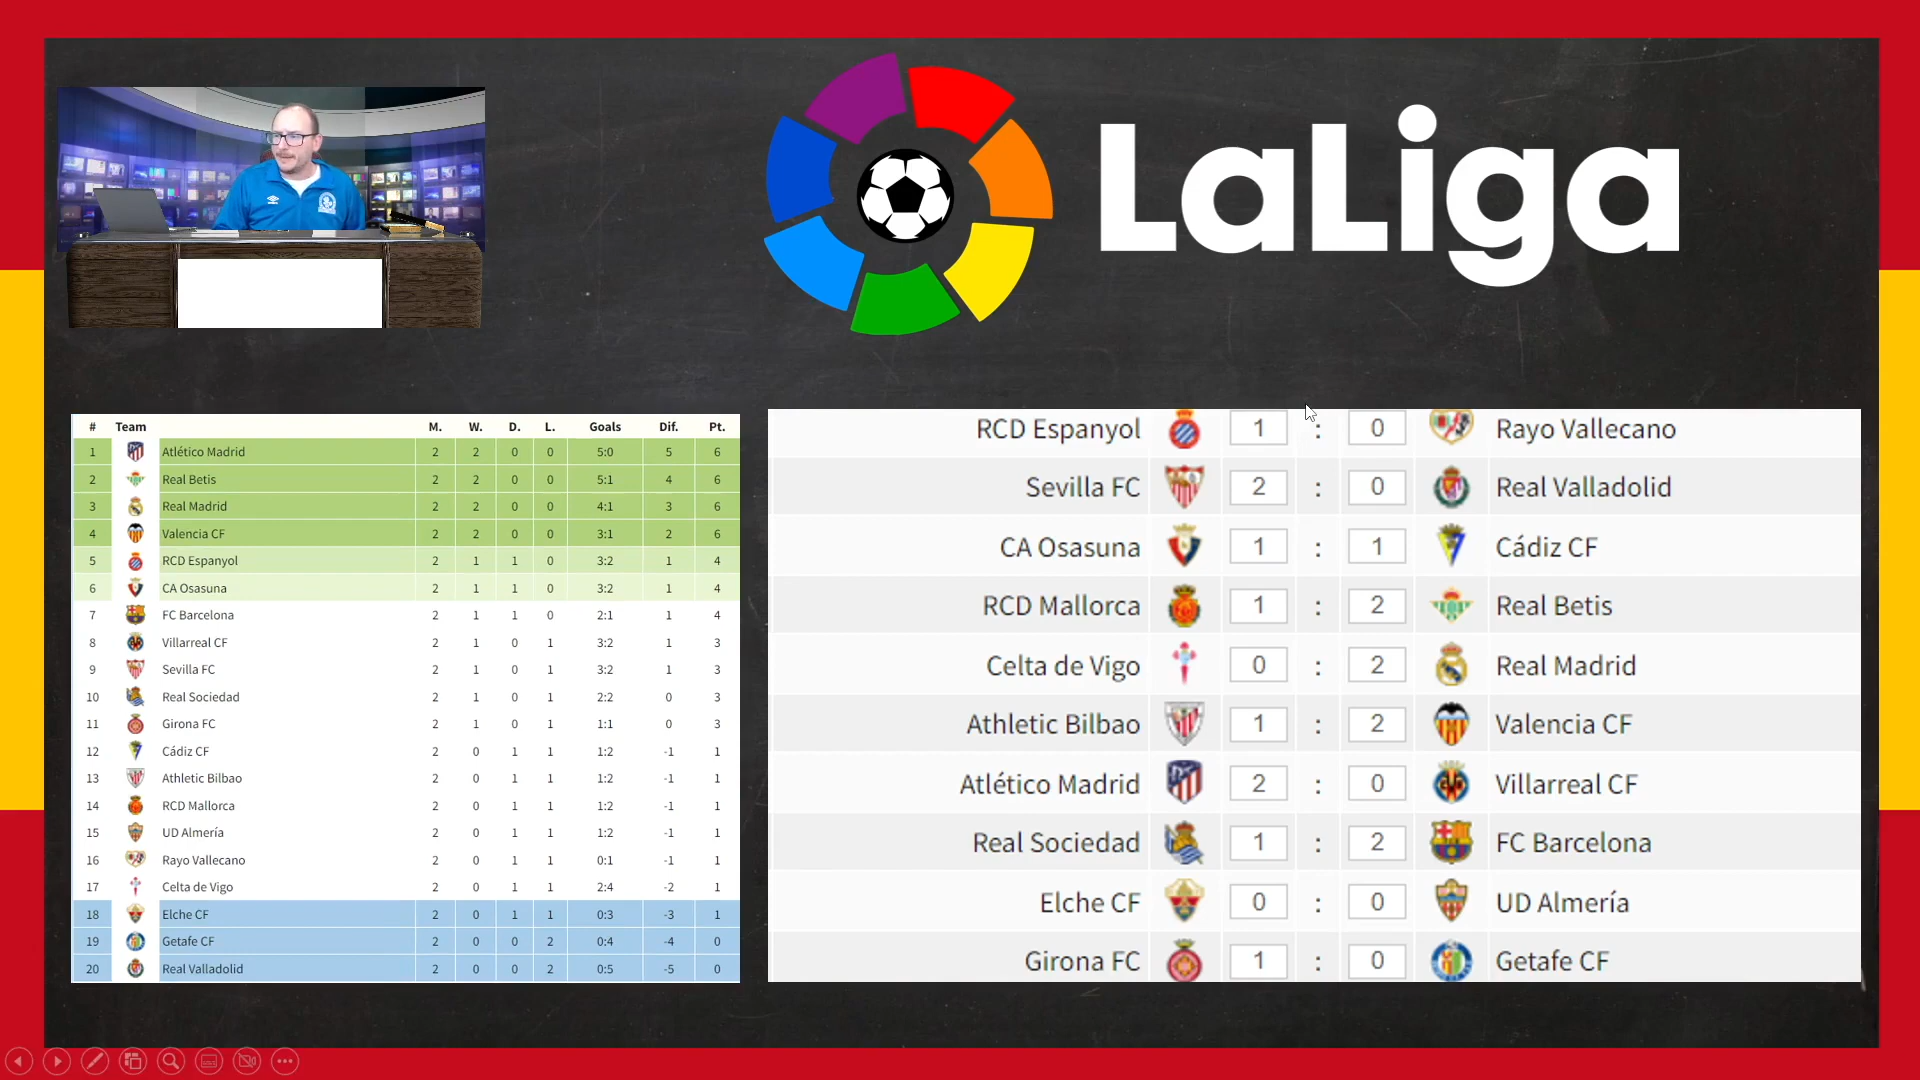 LaLiga
# Team M. W. D. L. Goals Dif. Pt.
1 Atlético Madrid 2 2 0 0 5:0 5 6
2 Real Betis 2 2 0 0 5:1 4 6
3 Real Madrid 2 2 0 0 4:1 3 6
4 Valencia CF 2 2 0 0 3:1 2 6
5 RCD Espanyol 2 1 1 0 3:2 1 4
6 CA Osasuna 2 1 1 0 3:2 1 4
7 FC Barcelona 2 1 1 0 2:1 1 4
8 Villarreal CF 2 1 0 1 3:2 1 3
9 Sevilla FC 2 1 0 1 3:2 1 3
10 Real Sociedad 2 1 0 1 2:2 0 3
11 Girona FC 2 1 0 1 1:1 0 3
12 Cádiz CF 2 0 1 1 1:2 -1 1
13 Athletic Bilbao 2 0 1 1 1:2 -1 1
14 RCD Mallorca 2 0 1 1 1:2 -1 1
15 UD Almería 2 0 1 1 1:2 -1 1
16 Rayo Vallecano 2 0 1 1 0:1 -1 1
17 Celta de Vigo 2 0 1 1 2:4 -2 1
18 Elche CF 2 0 1 1 0:3 -3 1
19 Getafe CF 2 0 0 2 0:4 -4 0
20 Real Valladolid 2 0 0 2 0:5 -5 0
RCD Espanyol 1 : 0 Rayo Vallecano
Sevilla FC 2 : 0 Real Valladolid
CA Osasuna 1 : 1 Cádiz CF
RCD Mallorca 1 : 2 Real Betis
Celta de Vigo 0 : 2 Real Madrid
Athletic Bilbao 1 : 2 Valencia CF
Atlético Madrid 2 : 0 Villarreal CF
Real Sociedad 1 : 2 FC Barcelona
Elche CF 0 : 0 UD Almería
Girona FC 1 : 0 Getafe CF